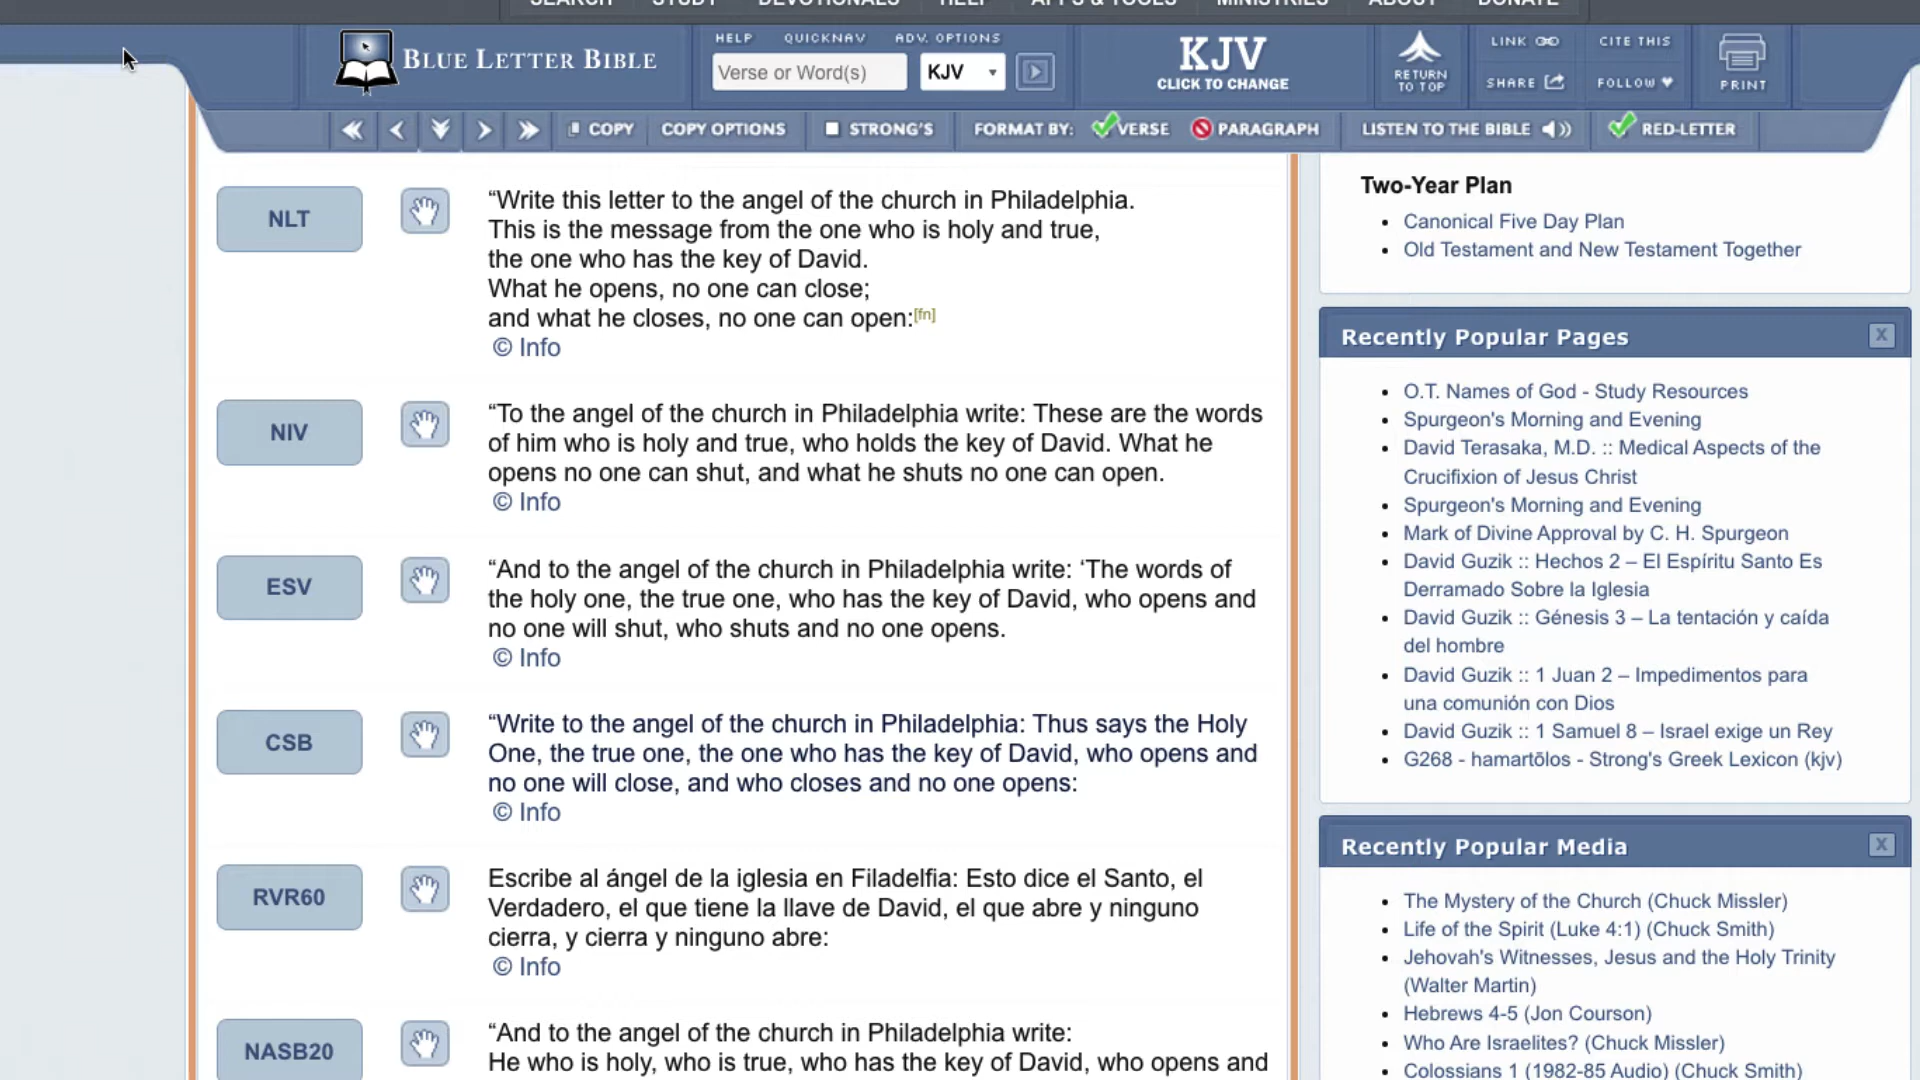 SEARCH STUDY DEVOTIONALS HELP APPS & TOOLS MINISTRIES ABOUT DONATE
BLUE LETTER BIBLE
HELP QUICKNAV ADV. OPTIONS
Verse or Word(s) KJV
KJV
CLICK TO CHANGE
RETURN
TO TOP
LINK
SHARE
CITE THIS
FOLLOW
PRINT
COPY COPY OPTIONS STRONG'S FORMAT BY: VERSE PARAGRAPH LISTEN TO THE BIBLE RED-LETTER
NLT
“Write this letter to the angel of the church in Philadelphia.
This is the message from the one who is holy and true,
the one who has the key of David.
What he opens, no one can close;
and what he closes, no one can open:[fn]
© Info
NIV
“To the angel of the church in Philadelphia write: These are the words
of him who is holy and true, who holds the key of David. What he
opens no one can shut, and what he shuts no one can open.
© Info
ESV
“And to the angel of the church in Philadelphia write: ‘The words of
the holy one, the true one, who has the key of David, who opens and
no one will shut, who shuts and no one opens.
© Info
CSB
“Write to the angel of the church in Philadelphia: Thus says the Holy
One, the true one, the one who has the key of David, who opens and
no one will close, and who closes and no one opens:
© Info
RVR60
Escribe al ángel de la iglesia en Filadelfia: Esto dice el Santo, el
Verdadero, el que tiene la llave de David, el que abre y ninguno
cierra, y cierra y ninguno abre:
© Info
NASB20
“And to the angel of the church in Philadelphia write:
He who is holy, who is true, who has the key of David, who opens and
Two-Year Plan
Canonical Five Day Plan
Old Testament and New Testament Together
Recently Popular Pages X
O.T. Names of God - Study Resources
Spurgeon's Morning and Evening
David Terasaka, M.D. :: Medical Aspects of the
Crucifixion of Jesus Christ
Spurgeon's Morning and Evening
Mark of Divine Approval by C. H. Spurgeon
David Guzik :: Hechos 2 – El Espíritu Santo Es
Derramado Sobre la Iglesia
David Guzik :: Génesis 3 – La tentación y caída
del hombre
David Guzik :: 1 Juan 2 – Impedimentos para
una comunión con Dios
David Guzik :: 1 Samuel 8 – Israel exige un Rey
G268 - hamartōlos - Strong's Greek Lexicon (kjv)
Recently Popular Media X
The Mystery of the Church (Chuck Missler)
Life of the Spirit (Luke 4:1) (Chuck Smith)
Jehovah's Witnesses, Jesus and the Holy Trinity
(Walter Martin)
Hebrews 4-5 (Jon Courson)
Who Are Israelites? (Chuck Missler)
Colossians 1 (1982-85 Audio) (Chuck Smith)